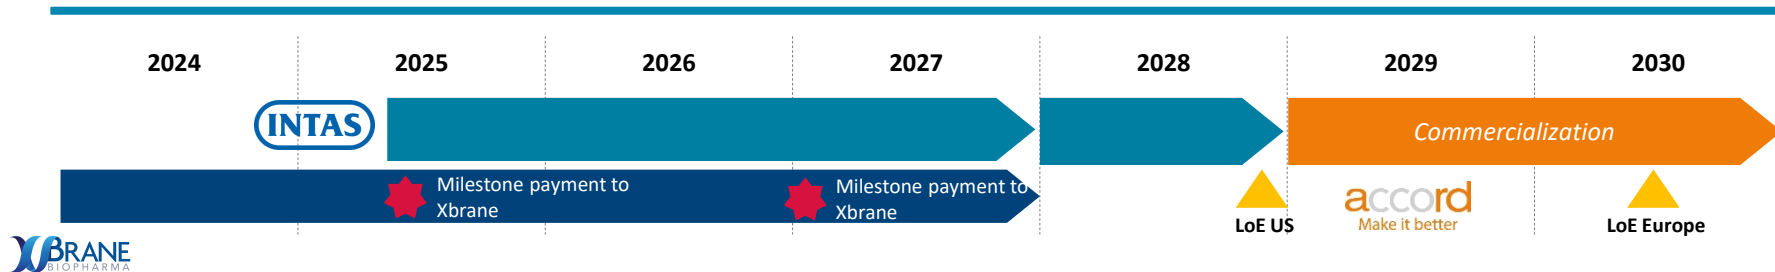 2024
2025
2026
2027
2028
2029
2030
INTAS
Commercialization
Milestone payment to
Xbrane
Milestone payment to
Xbrane
accord
Make it better
LoE US
LoE Europe
XBRANE
BIOPHARMA